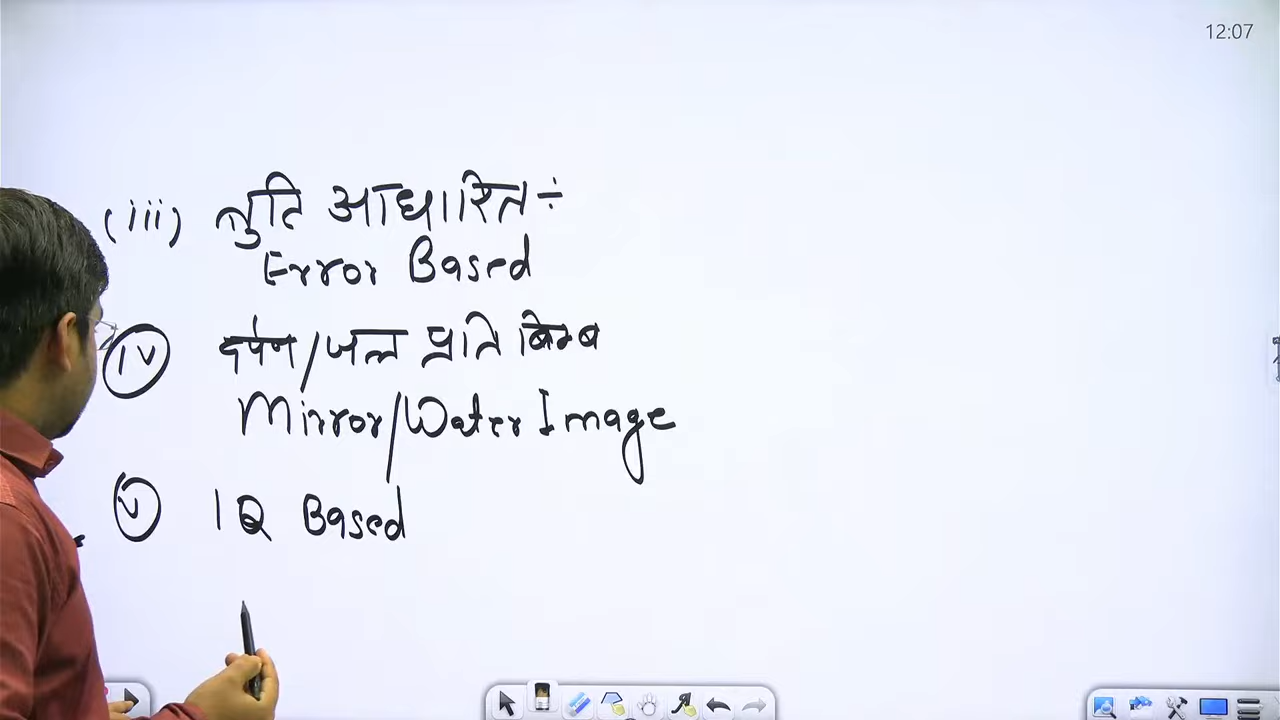 12:07
(iii) त्रुटि आधारित ÷
Error Based
(iv) दर्पण/जल प्रति बिम्ब
Mirror/Water Image
(v) IQ Based